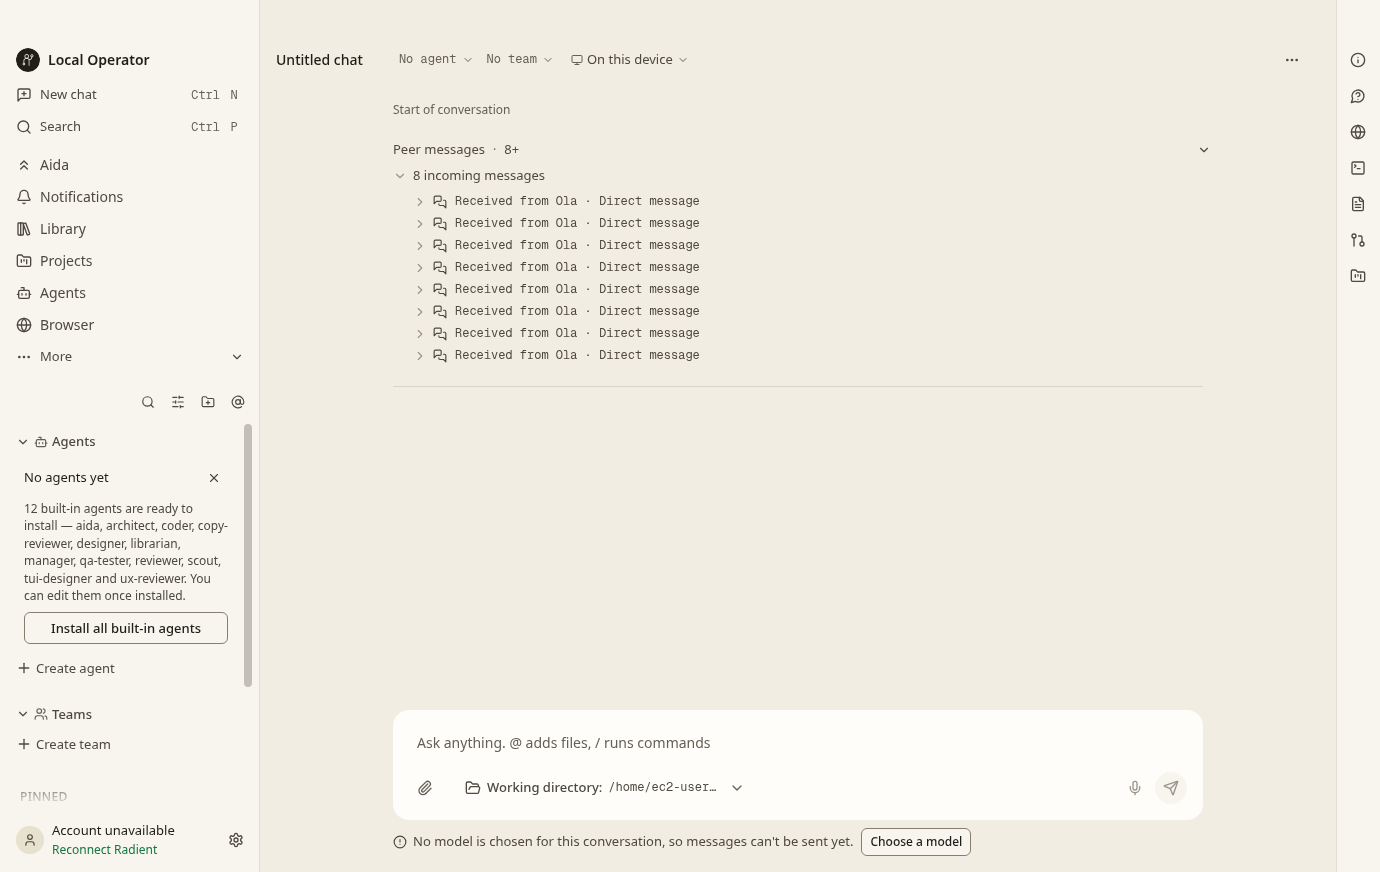 Local Operator
New chat Ctrl N
Search Ctrl P
Aida
Notifications
Library
Projects
Agents
Browser
More
Agents
No agents yet
12 built-in agents are ready to
install — aida, architect, coder, copy-
reviewer, designer, librarian,
manager, qa-tester, reviewer, scout,
tui-designer and ux-reviewer. You
can edit them once installed.
Install all built-in agents
Create agent
Teams
Create team
PINNED
Account unavailable
Reconnect Radient
Untitled chat No agent No team On this device
Start of conversation
Peer messages · 8+
8 incoming messages
Received from Ola · Direct message
Received from Ola · Direct message
Received from Ola · Direct message
Received from Ola · Direct message
Received from Ola · Direct message
Received from Ola · Direct message
Received from Ola · Direct message
Received from Ola · Direct message
Ask anything. @ adds files, / runs commands
Working directory: /home/ec2-user…
No model is chosen for this conversation, so messages can't be sent yet. Choose a model